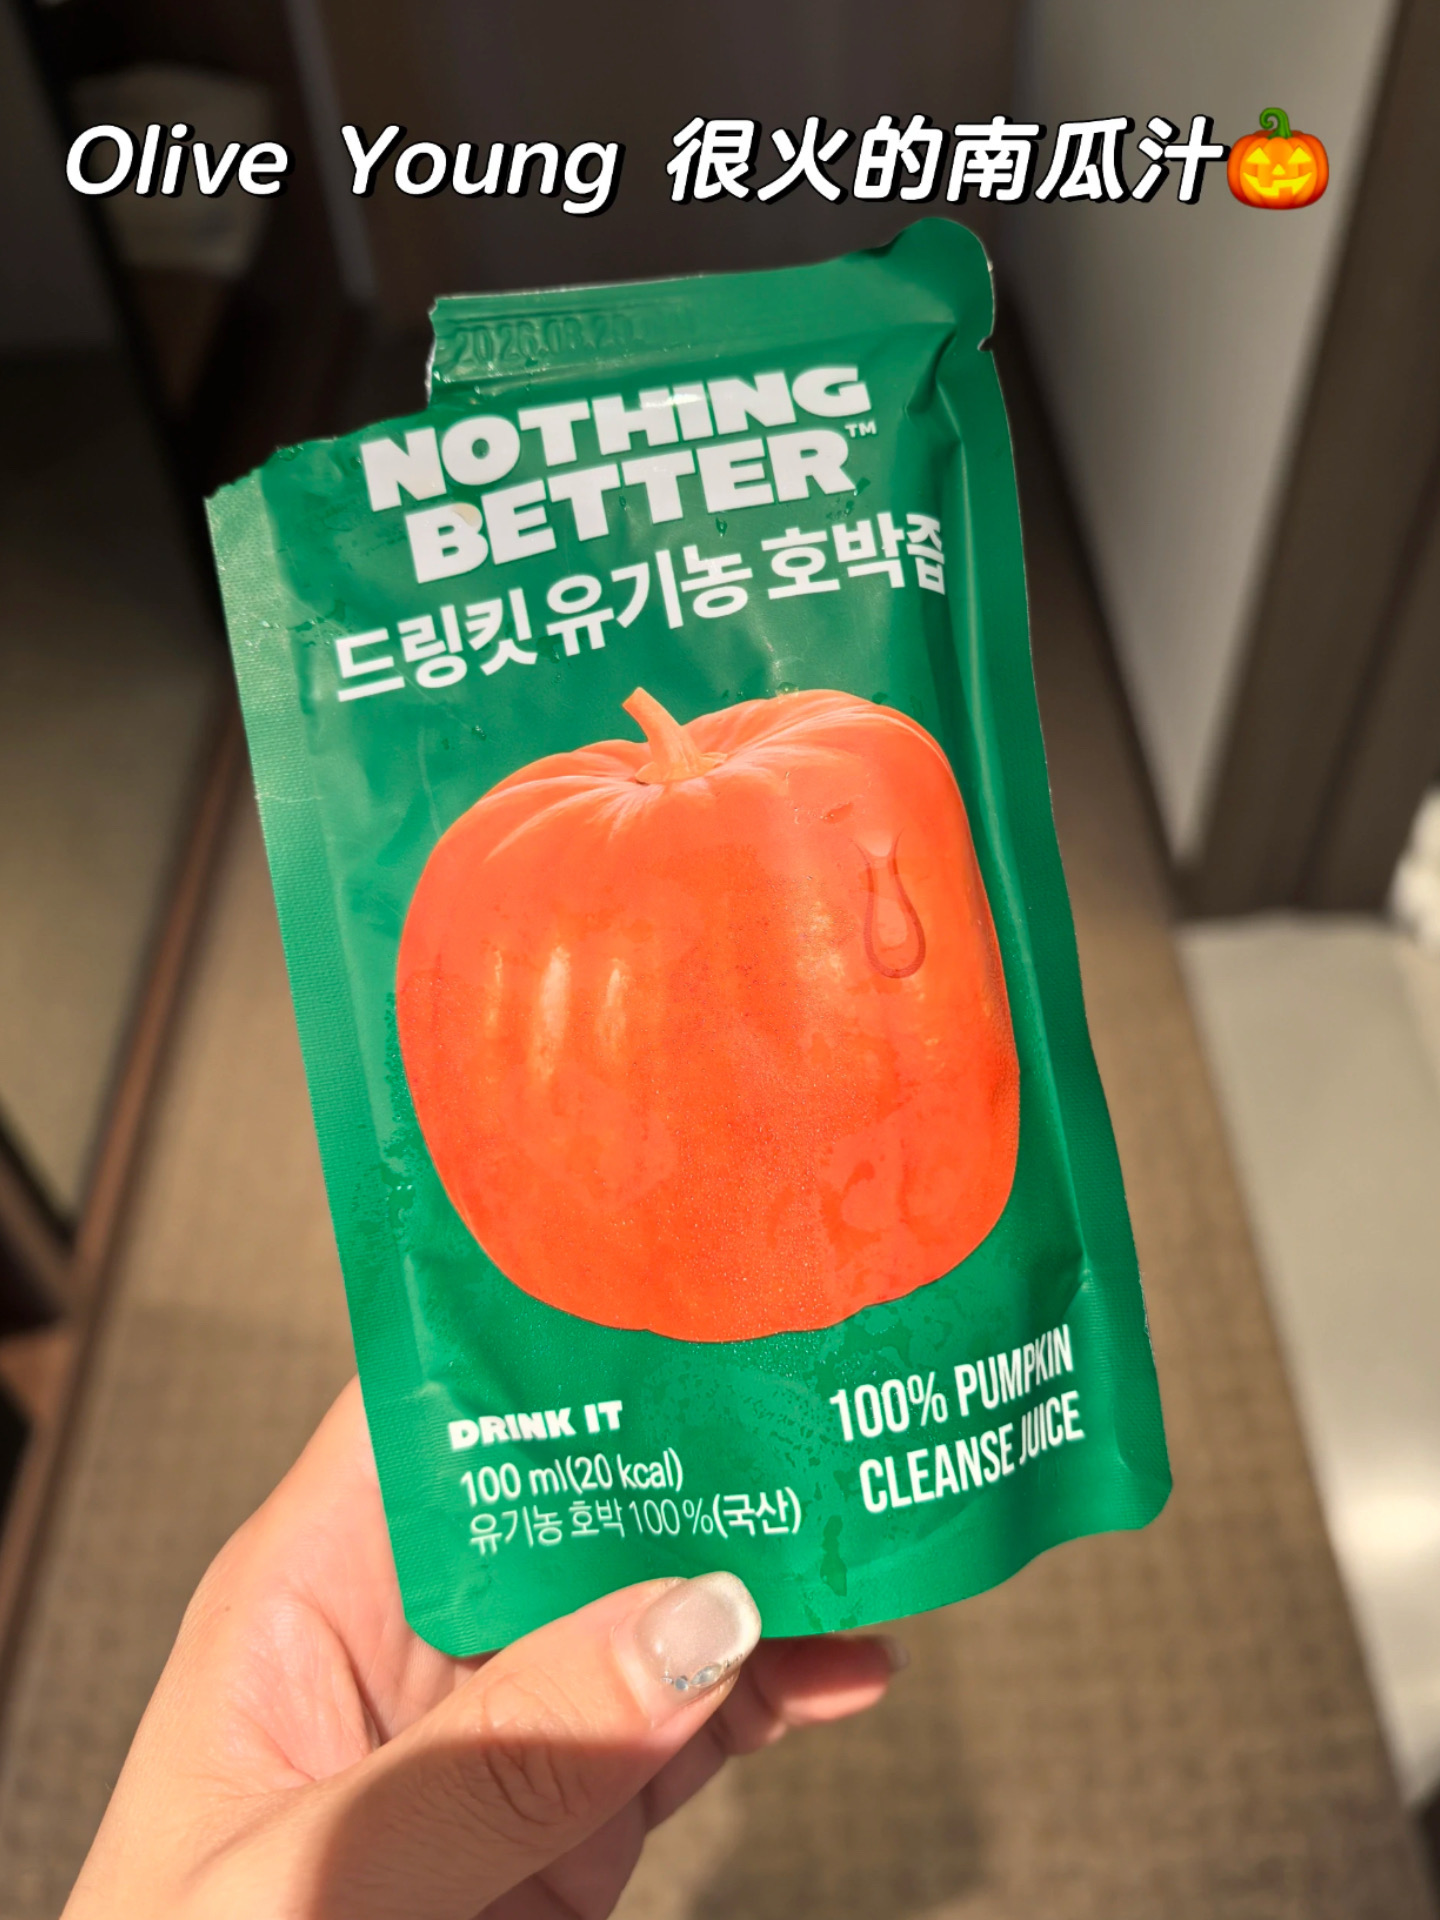 Olive Young 很火的南瓜汁🎃
NOTHING
BETTER™
드링킷 유기농 호박즙
DRINK IT
100 ml(20 kcal)
유기농 호박 100%(국산)
100% PUMPKIN
CLEANSE JUICE